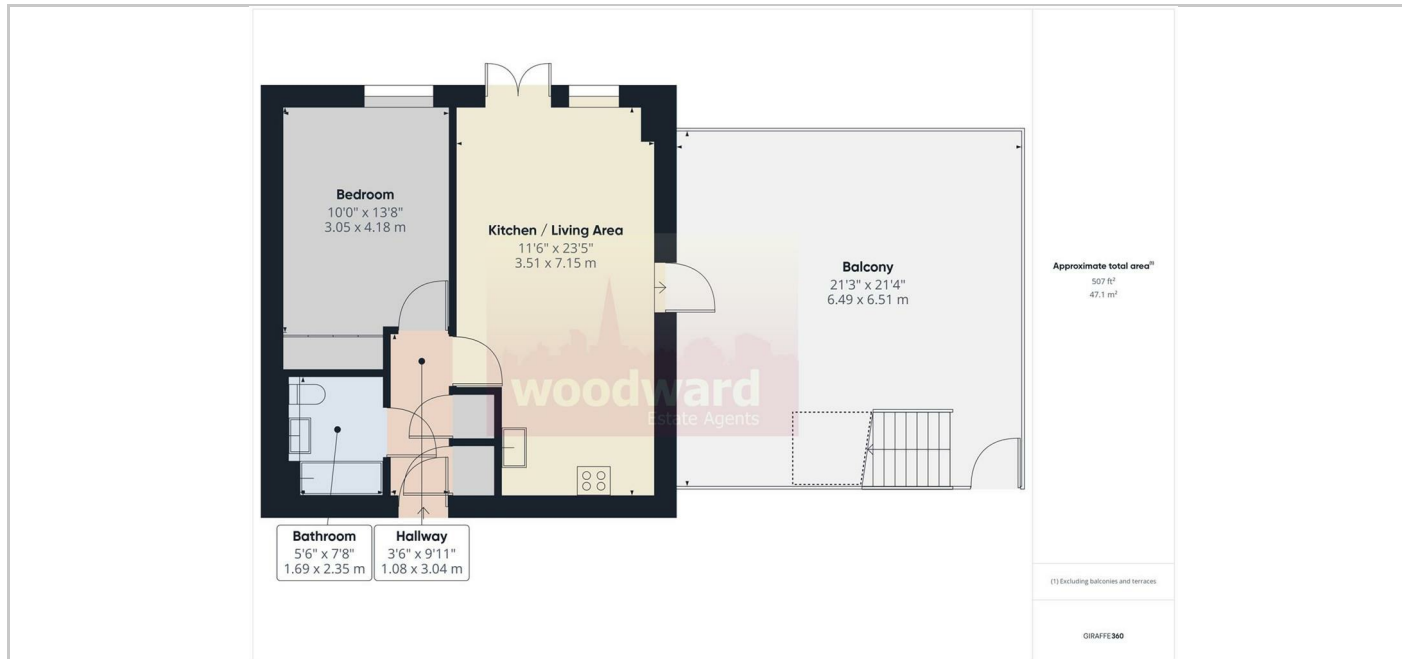 Bedroom
10'0" x 13'8"
3.05 x 4.18 m
Kitchen / Living Area
11'6" x 23'5"
3.51 x 7.15 m
Balcony
21'3" x 21'4"
6.49 x 6.51 m
woodward
Estate Agents
Bathroom
5'6" x 7'8"
1.69 x 2.35 m
Hallway
3'6" x 9'11"
1.08 x 3.04 m
Approximate total area⁽¹⁾
507 ft²
47.1 m²
(1) Excluding balconies and terraces
GIRAFFE360